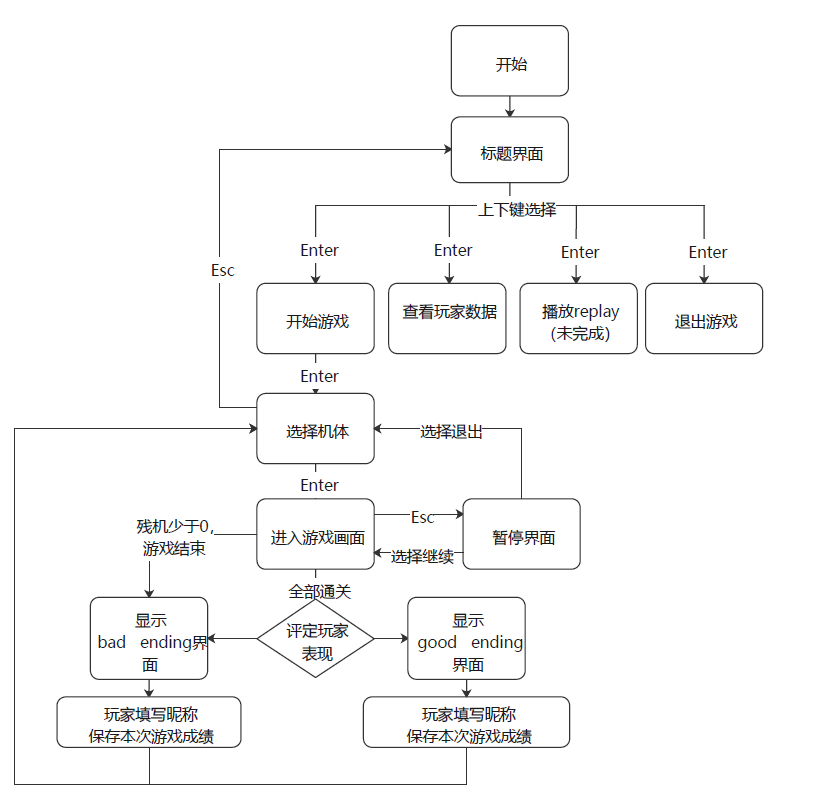 开始
标题界面
上下键选择
Enter
Enter
Enter
Enter
Esc
开始游戏
查看玩家数据
播放replay
（未完成）
退出游戏
Enter
选择机体
选择退出
Enter
残机少于0，
游戏结束
进入游戏画面
Esc
选择继续
暂停界面
全部通关
显示
bad ending界
面
评定玩家
表现
显示
good ending
界面
玩家填写昵称
保存本次游戏成绩
玩家填写昵称
保存本次游戏成绩